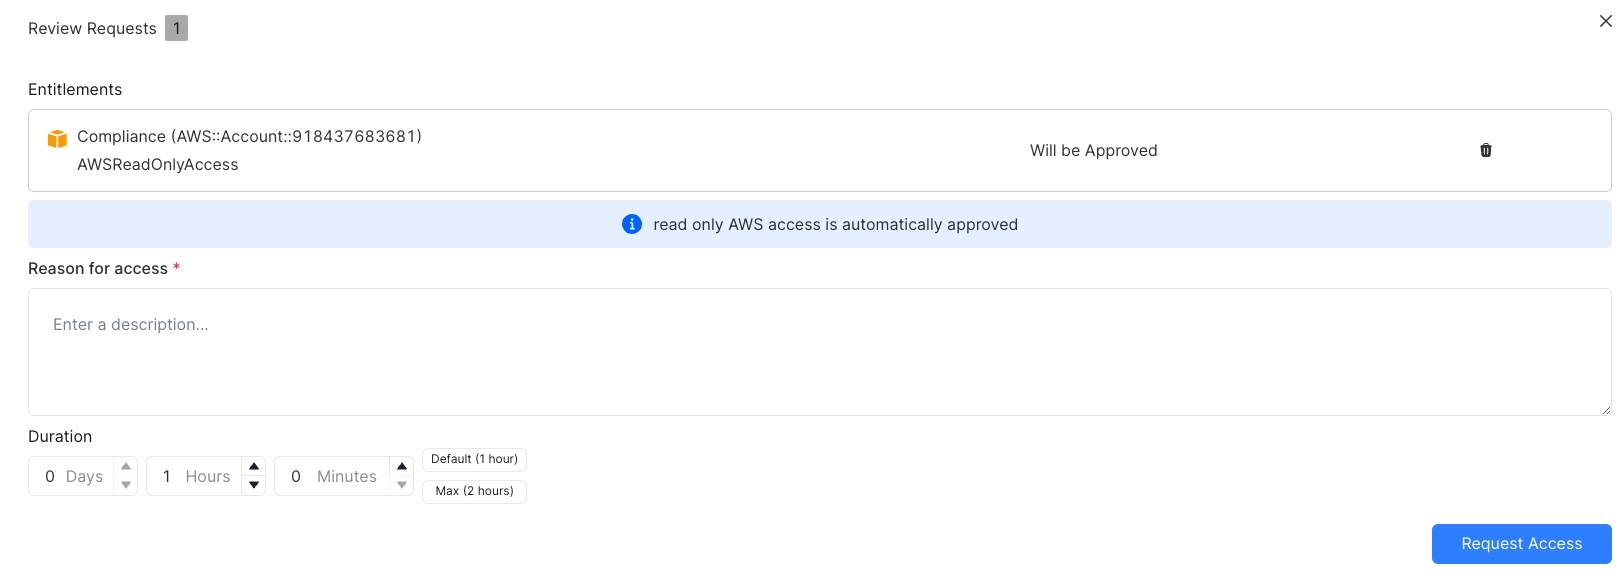 Review Requests 1
Entitlements
Compliance (AWS::Account::918437683681)
AWSReadOnlyAccess
Will be Approved
read only AWS access is automatically approved
Reason for access *
Enter a description...
Duration
0 Days 1 Hours 0 Minutes
Default (1 hour)
Max (2 hours)
Request Access